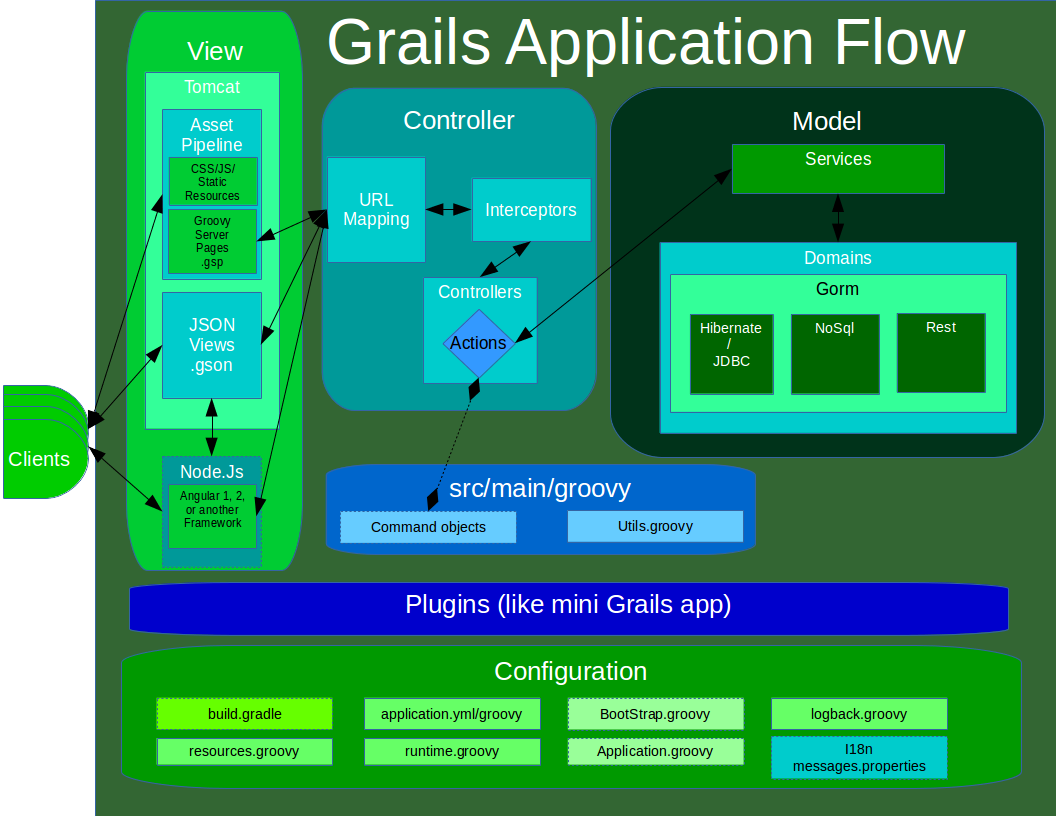 Grails Application Flow
View
Tomcat
Asset
Pipeline
CSS/JS/
Static
Resources
Groovy
Server
Pages
.gsp
JSON
Views
.gson
Node.Js
Angular 1, 2,
or another
Framework
Clients
Controller
URL
Mapping
Interceptors
Controllers
Actions
Model
Services
Domains
Gorm
Hibernate
/
JDBC
NoSql
Rest
src/main/groovy
Command objects
Utils.groovy
Plugins (like mini Grails app)
Configuration
build.gradle
application.yml/groovy
BootStrap.groovy
logback.groovy
resources.groovy
runtime.groovy
Application.groovy
I18n
messages.properties